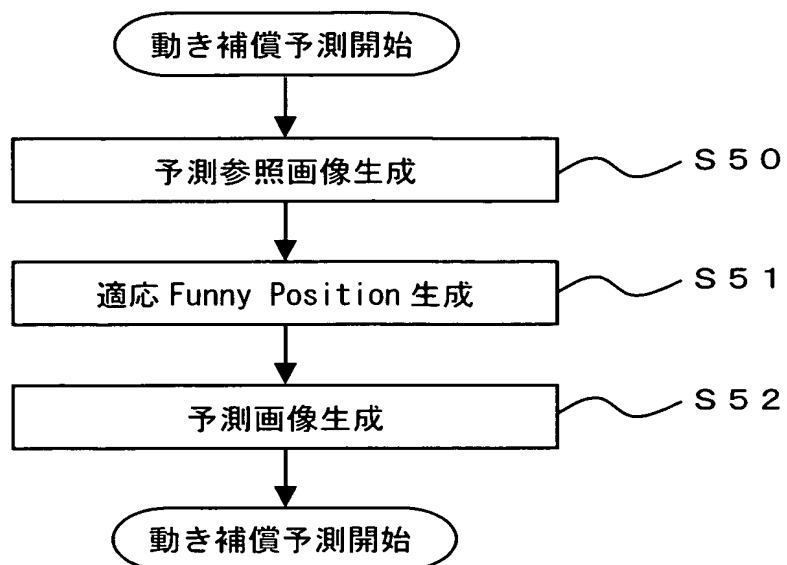 動き補償予測開始
予測参照画像生成
S50
適応 Funny Position 生成
S51
予測画像生成
S52
動き補償予測開始